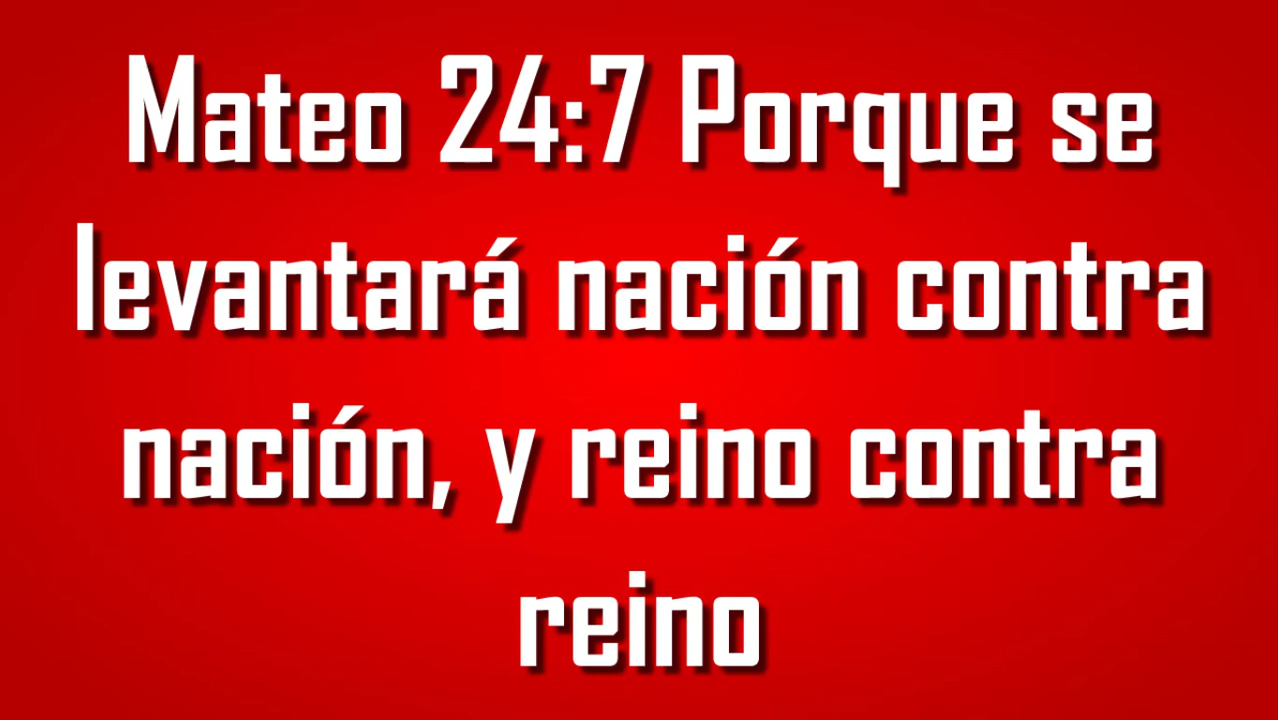 Mateo 24:7 Porque se
levantará nación contra
nación, y reino contra
reino